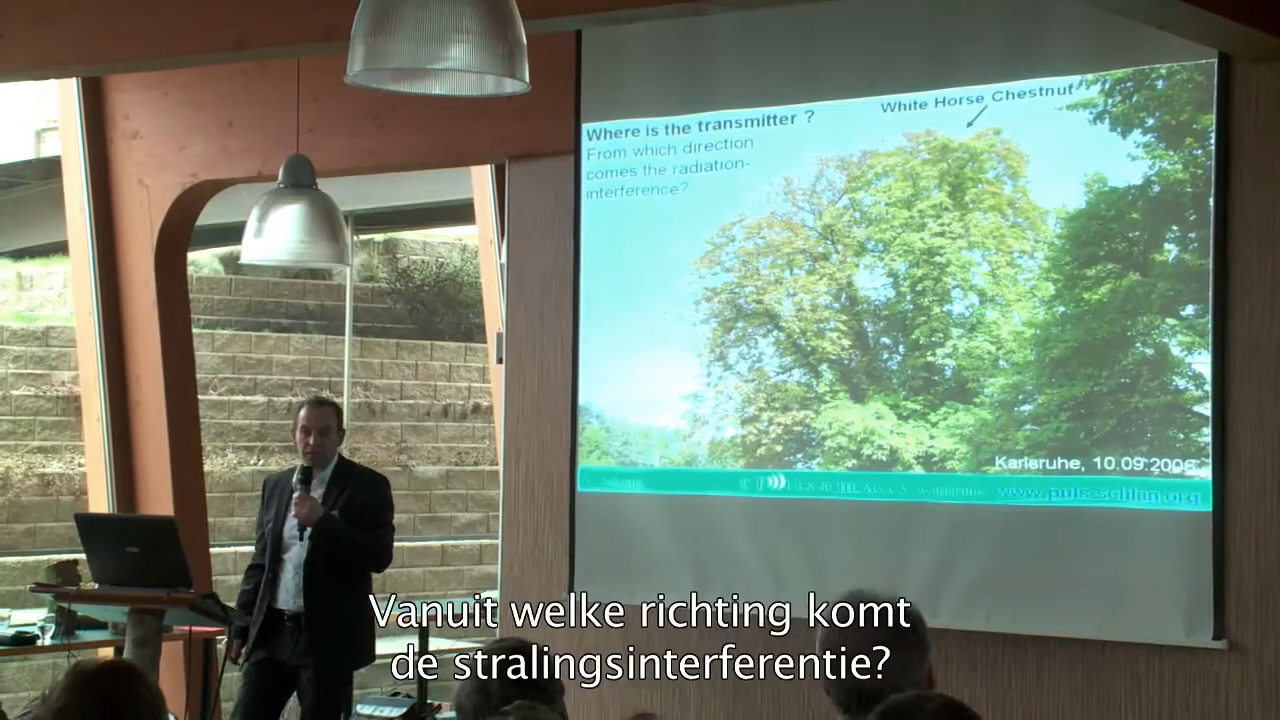 White Horse Chestnut
Where is the transmitter ?
From which direction
comes the radiation-
interference?
Karlsruhe, 10.09.2006
www.pulsschlag.org
Vanuit welke richting komt
de stralingsinterferentie?